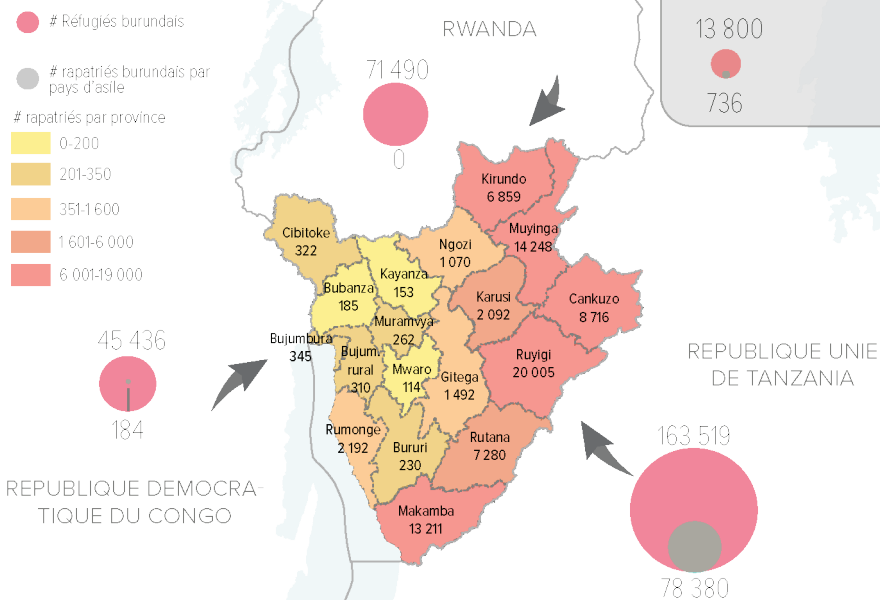 # Réfugiés burundais
# rapatriés burundais par
pays d'asile
# rapatriés par province
0-200
201-350
351-1 600
1 601-6 000
6 001-19 000
RWANDA
71 490
0
13 800
736
Kirundo
6 859
Muyinga
14 248
Cibitoke
322
Ngozi
1 070
Kayanza
153
Bubanza
185
Karusi
2 092
Cankuzo
8 716
Muramvya
262
Bujumbura
345
Bujum.
rural
310
Mwaro
114
Gitega
1 492
Ruyigi
20 005
Rumonge
2 192
Bururi
230
Rutana
7 280
Makamba
13 211
45 436
184
REPUBLIQUE DEMOCRA-
TIQUE DU CONGO
REPUBLIQUE UNIE
DE TANZANIA
163 519
78 380